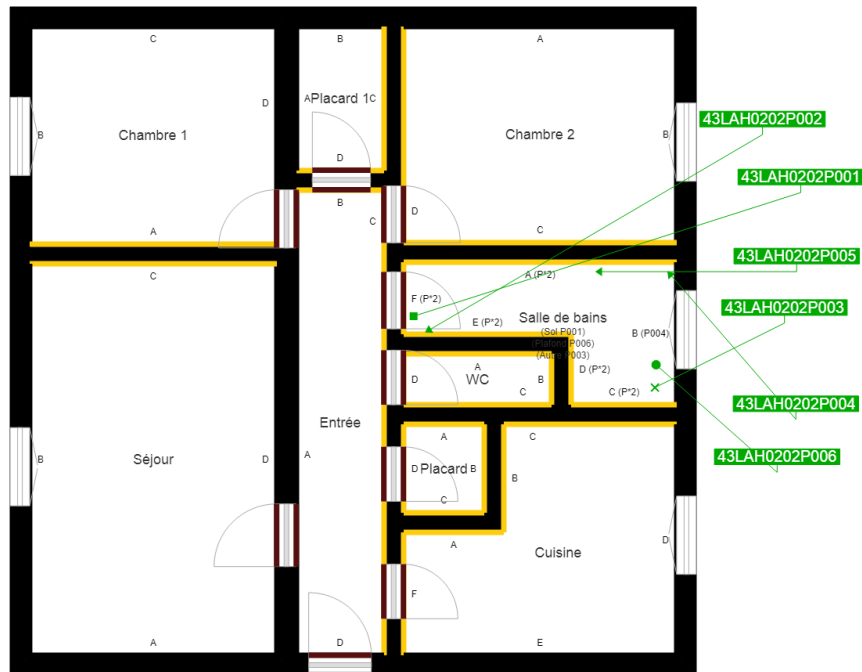 C
B
A
Placard 1
A
C
D
B
Chambre 1
D
B
A
C
Chambre 2
B
D
C
43LAH0202P002
43LAH0202P001
43LAH0202P005
43LAH0202P003
43LAH0202P004
43LAH0202P006
C
B
Séjour
D
A
B
C
Entrée
A
D
A (P*2)
F (P*2)
E (P*2)
Salle de bains
(Sol P001)
(Plafond P006)
(Autre P003)
B (P004)
D (P*2)
C (P*2)
A
WC
D
B
C
A
D
Placard
B
C
C
B
A
Cuisine
D
F
E